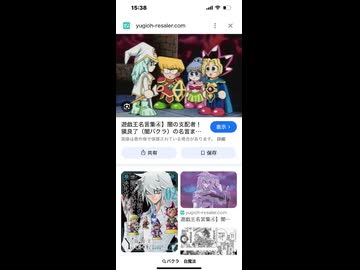 15:38
yugioh-resaler.com
遊戯王名言集④】闇の支配者！
獏良了（闇バクラ）の名言ま…
表示 >
画像は著作権で保護されている場合があります。 詳細
共有
保存
yugioh-resaler.com
遊戯王名言集④】闇…
バクラ 白魔法